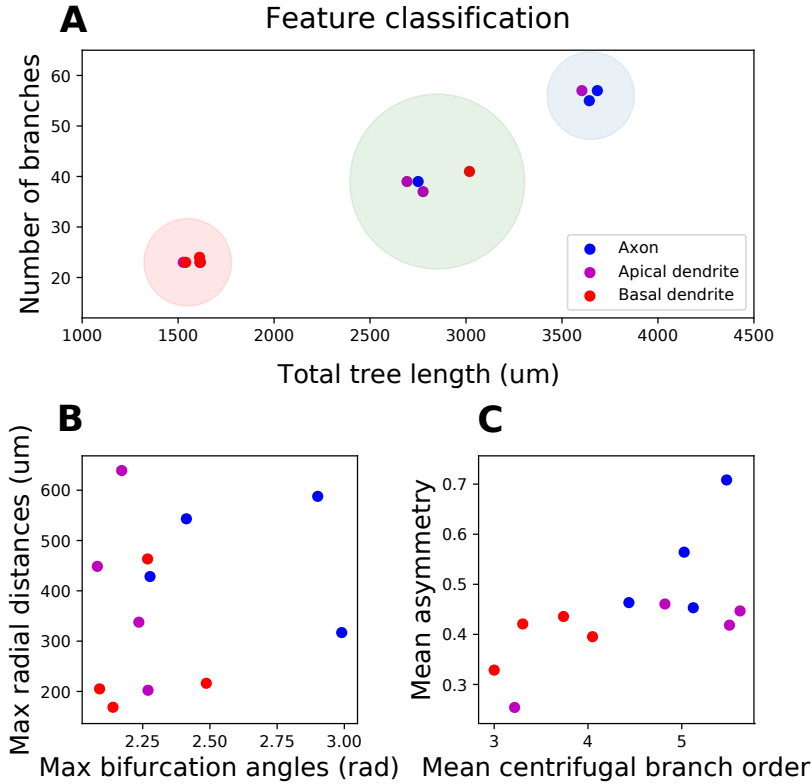 A
Feature classification
Number of branches
60
50
40
30
20
Axon
Apical dendrite
Basal dendrite
1000 1500 2000 2500 3000 3500 4000 4500
Total tree length (um)
B
Max radial distances (um)
600
500
400
300
200
2.25 2.50 2.75 3.00
Max bifurcation angles (rad)
C
Mean asymmetry
0.7
0.6
0.5
0.4
0.3
3 4 5
Mean centrifugal branch order